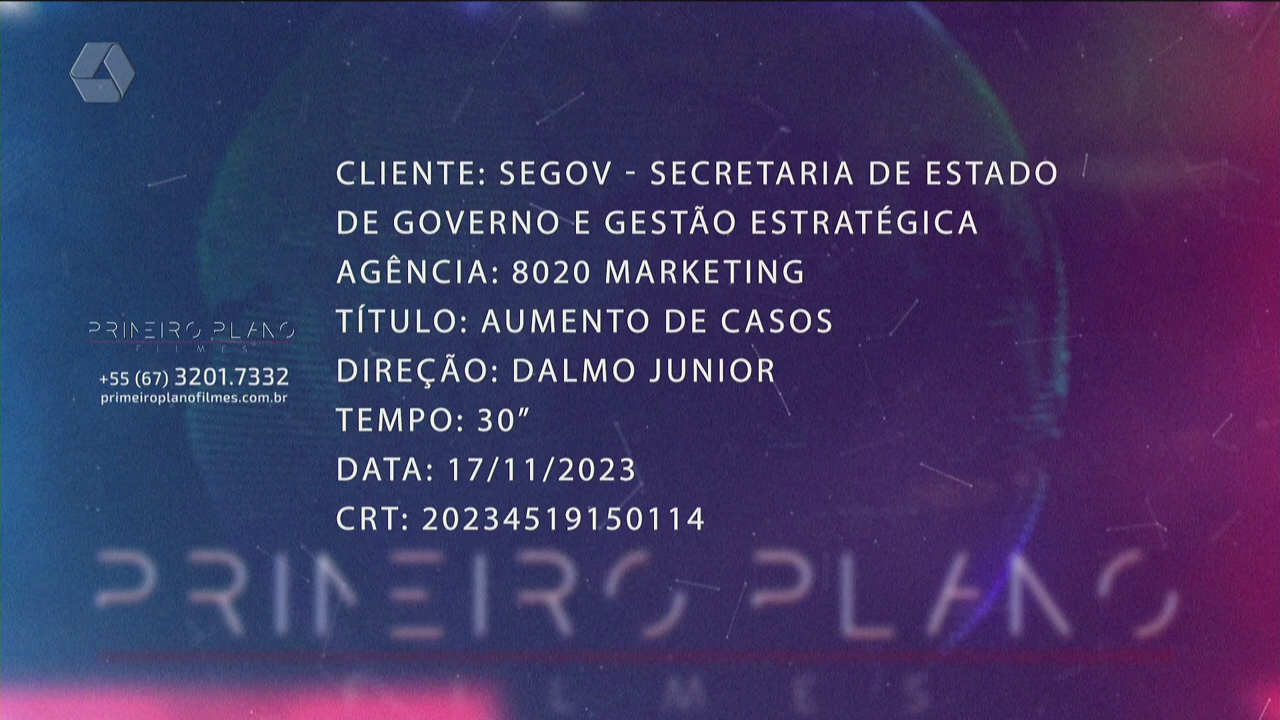 CLIENTE: SEGOV - SECRETARIA DE ESTADO
DE GOVERNO E GESTÃO ESTRATÉGICA
AGÊNCIA: 8020 MARKETING
TÍTULO: AUMENTO DE CASOS
DIREÇÃO: DALMO JUNIOR
TEMPO: 30”
DATA: 17/11/2023
CRT: 20234519150114
PRIMEIRO PLANO
FILMES
+55 (67) 3201.7332
primeiroplanofilmes.com.br
PRIMEIRO PLANO
FILMES